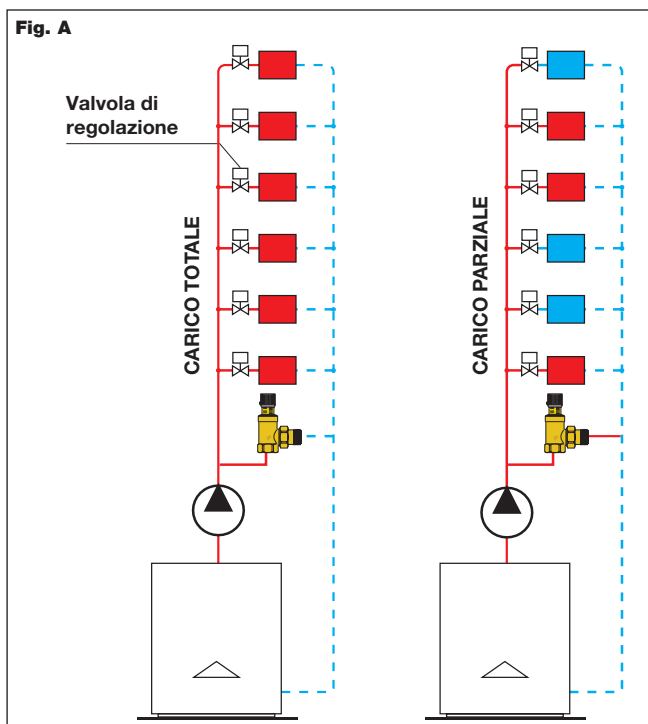 Fig. A
Valvola di
regolazione
CARICO TOTALE
CARICO PARZIALE